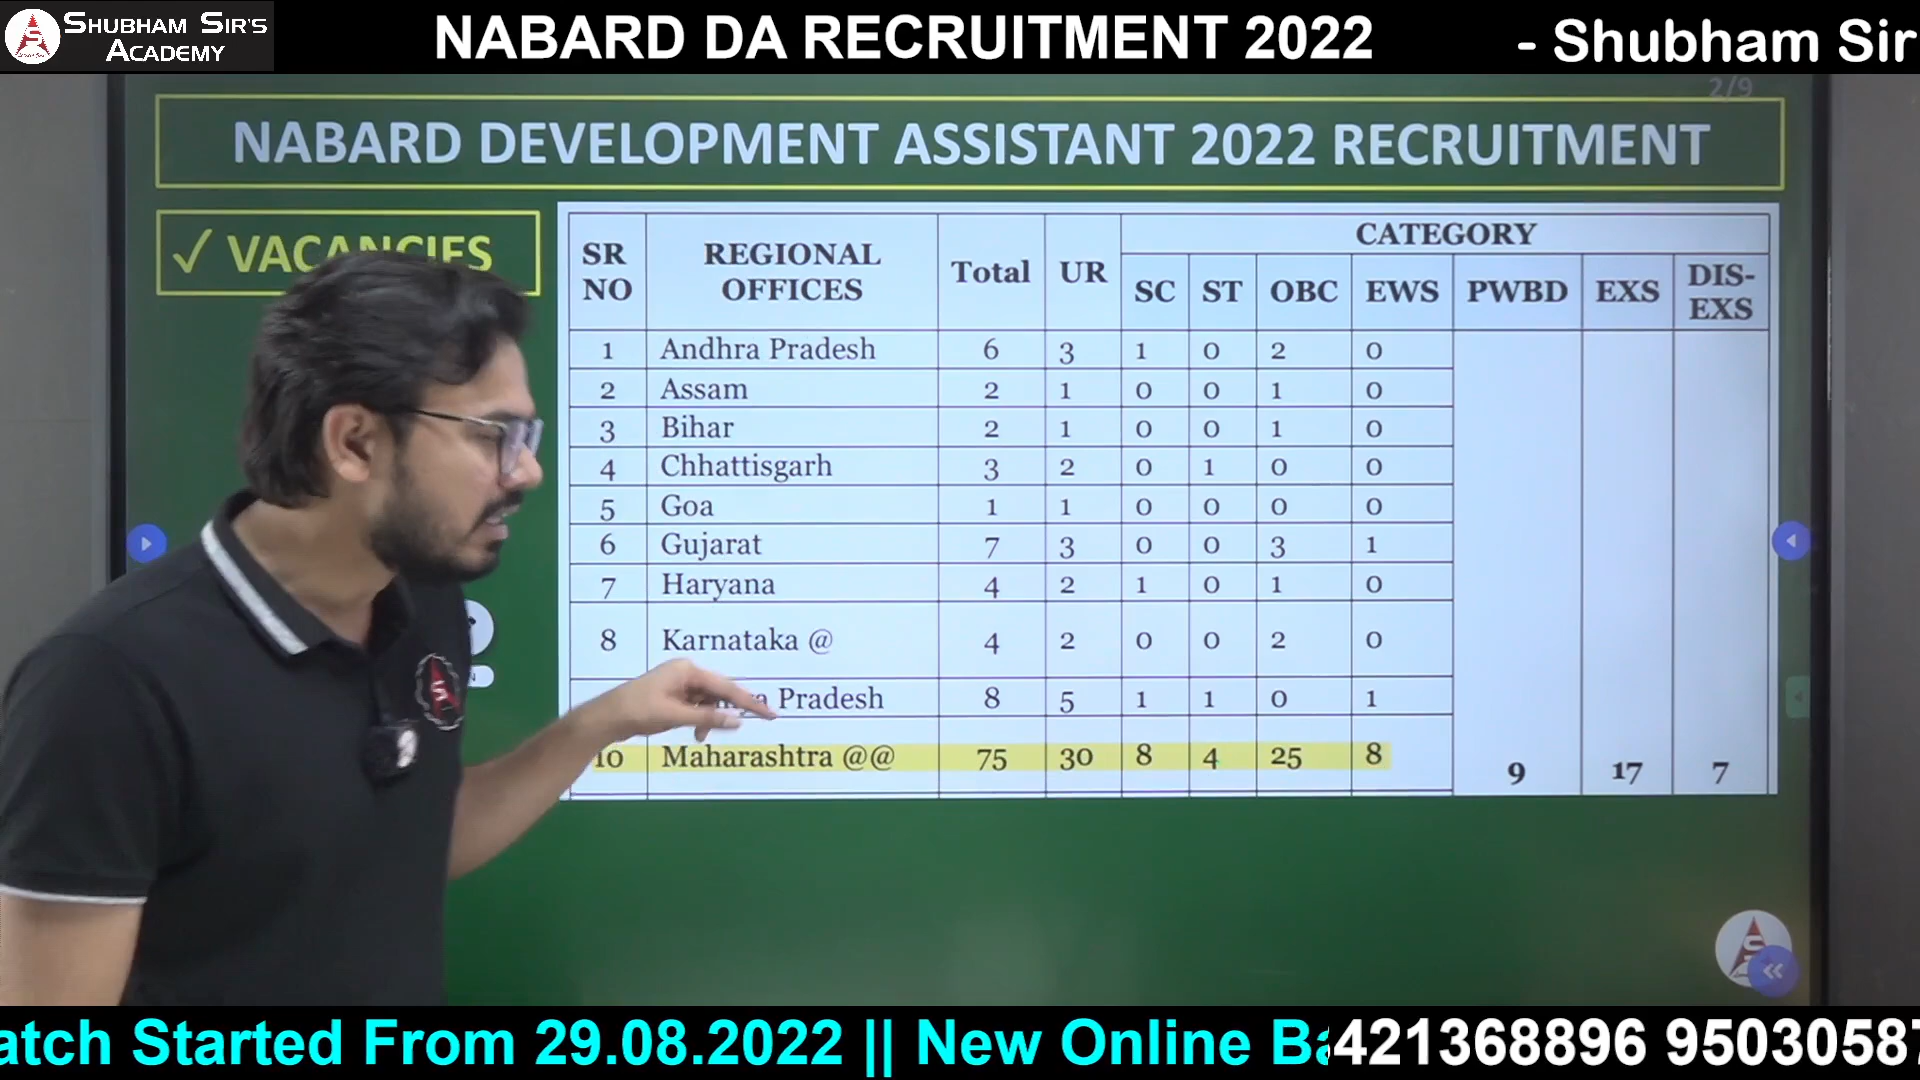 SHUBHAM SIR'S
ACADEMY
NABARD DA RECRUITMENT 2022
- Shubham Sir
2/9
NABARD DEVELOPMENT ASSISTANT 2022 RECRUITMENT
✓ VACANCIES
SR NO REGIONAL OFFICES Total UR CATEGORY
SC ST OBC EWS PWBD EXS DIS-EXS
1 Andhra Pradesh 6 3 1 0 2 0
2 Assam 2 1 0 0 1 0
3 Bihar 2 1 0 0 1 0
4 Chhattisgarh 3 2 0 1 0 0
5 Goa 1 1 0 0 0 0
6 Gujarat 7 3 0 0 3 1
7 Haryana 4 2 1 0 1 0
8 Karnataka @ 4 2 0 0 2 0
Pradesh 8 5 1 1 0 1
10 Maharashtra @@ 75 30 8 4 25 8 9 17 7
atch Started From 29.08.2022 || New Online Ba
421368896 95030587